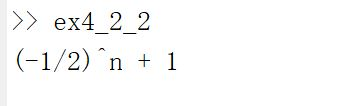 >> ex4_2_2
(-1/2)^n + 1